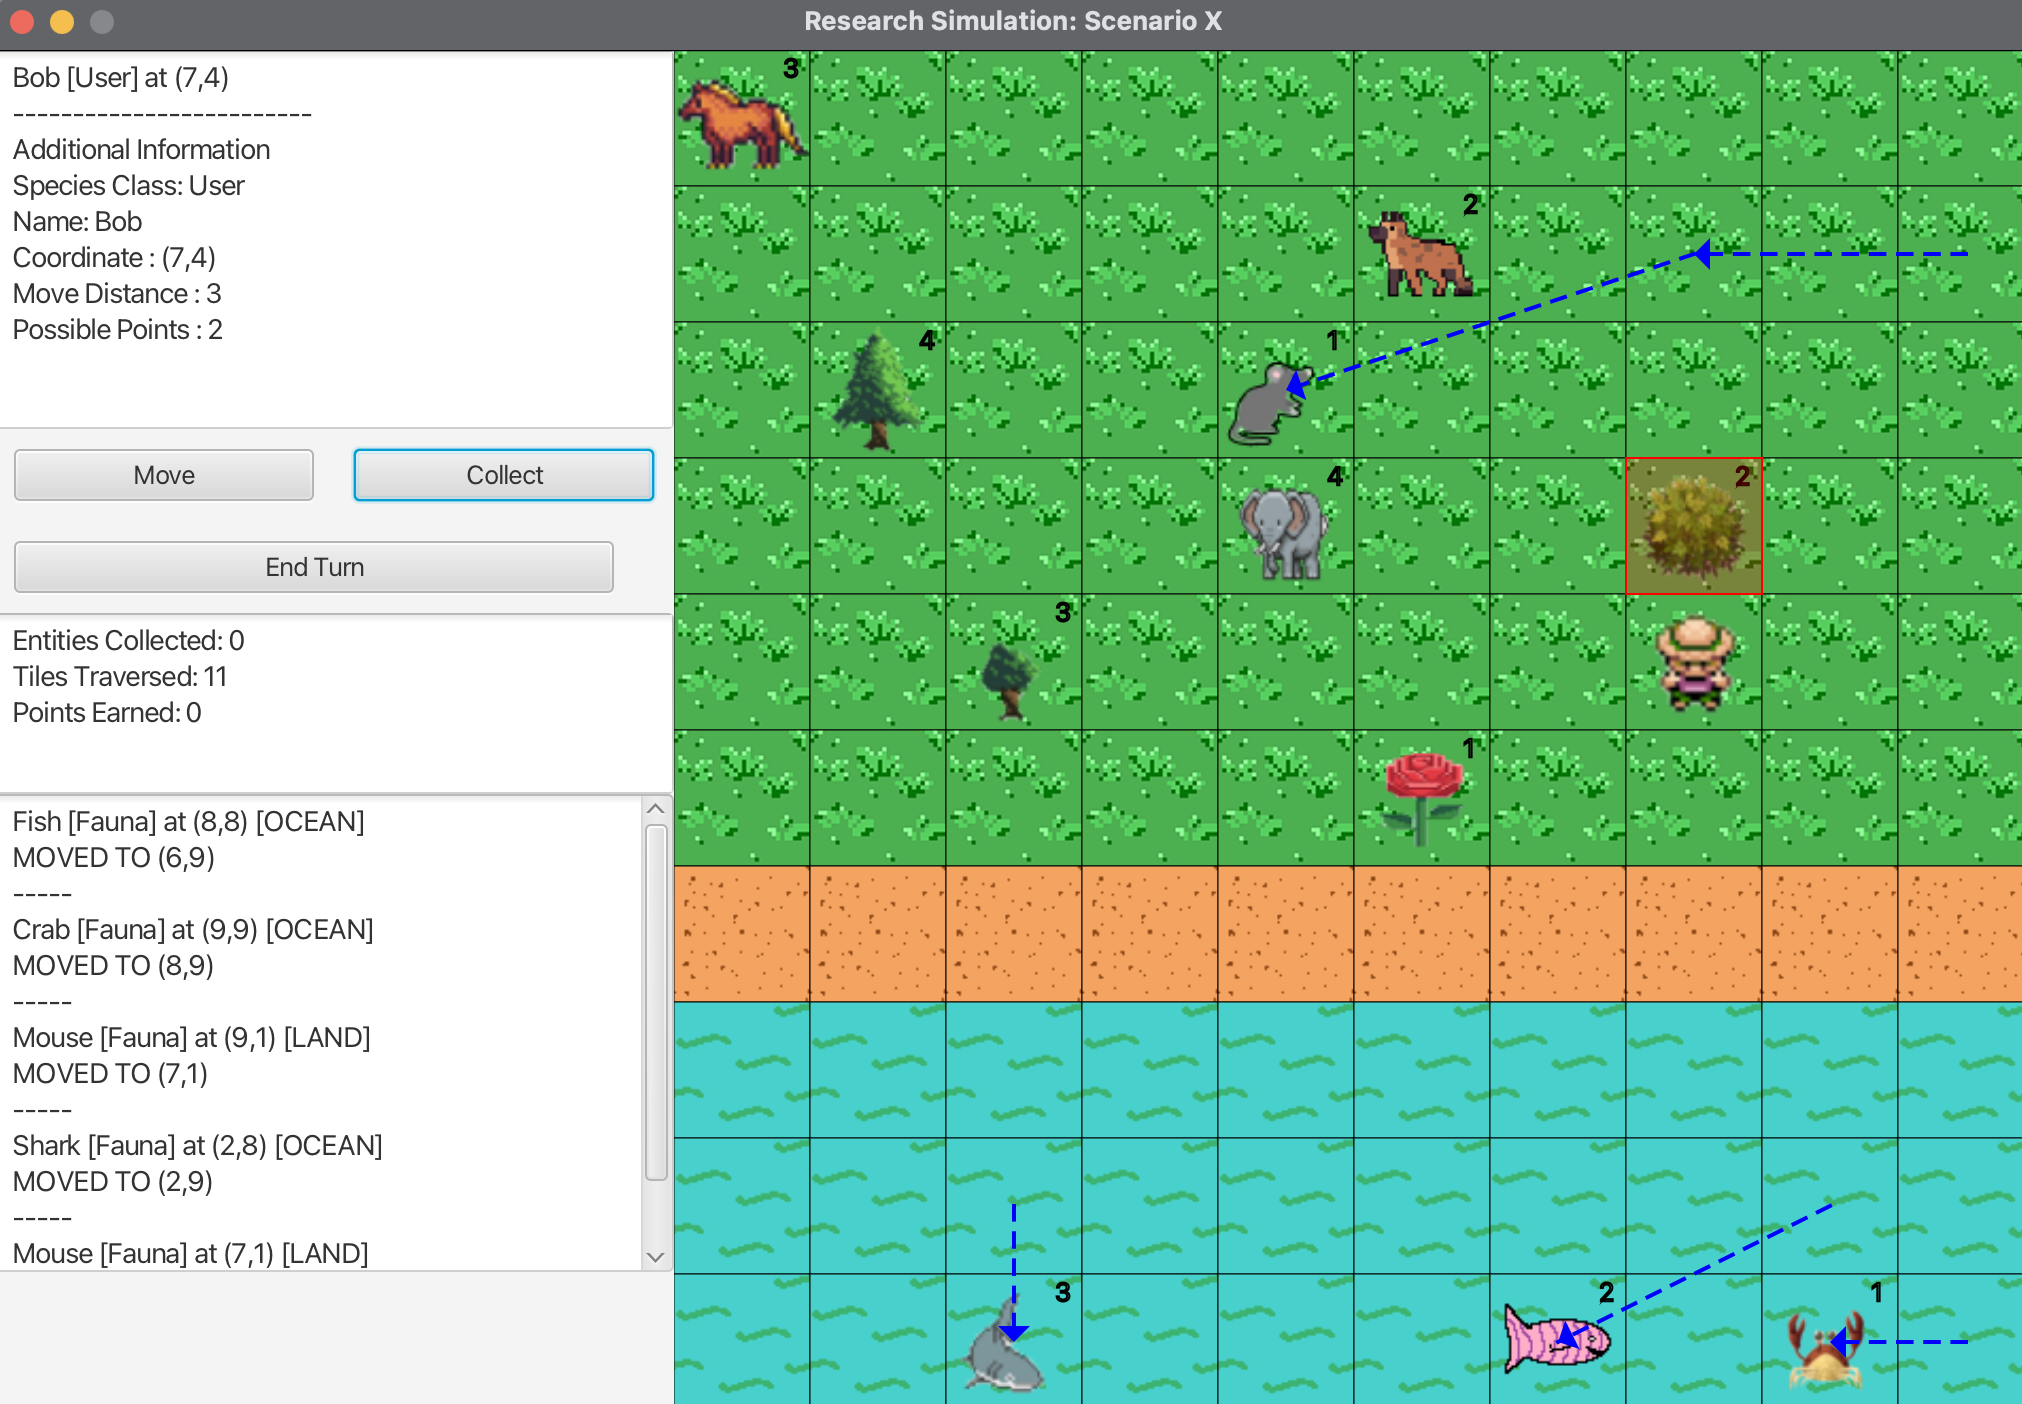 Research Simulation: Scenario X
Bob [User] at (7,4)
-------------------------
Additional Information
Species Class: User
Name: Bob
Coordinate : (7,4)
Move Distance : 3
Possible Points : 2
Move
Collect
End Turn
Entities Collected: 0
Tiles Traversed: 11
Points Earned: 0
Fish [Fauna] at (8,8) [OCEAN]
MOVED TO (6,9)
-----
Crab [Fauna] at (9,9) [OCEAN]
MOVED TO (8,9)
-----
Mouse [Fauna] at (9,1) [LAND]
MOVED TO (7,1)
-----
Shark [Fauna] at (2,8) [OCEAN]
MOVED TO (2,9)
-----
Mouse [Fauna] at (7,1) [LAND]
3
2
4
1
4
2
3
1
3
2
1